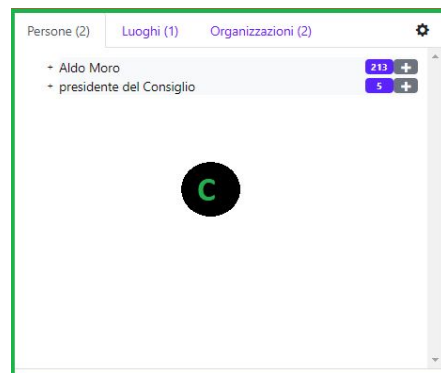 Persone (2) Luoghi (1) Organizzazioni (2)
Aldo Moro 213
presidente del Consiglio 5
C